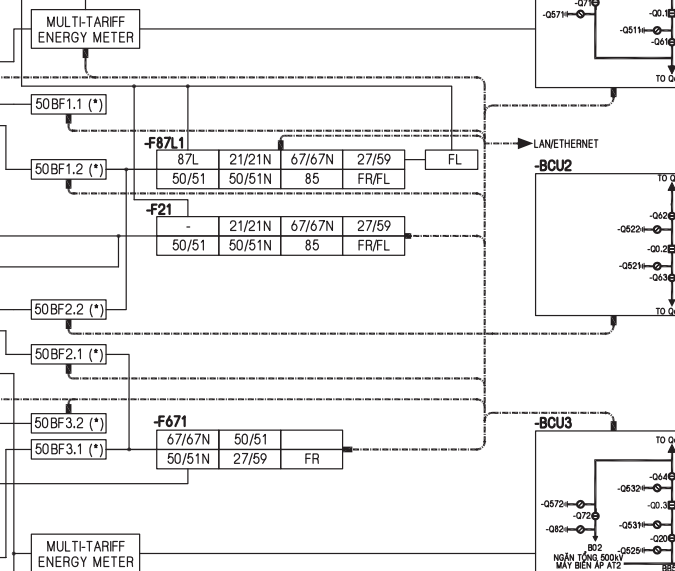 MULTI-TARIFF
ENERGY METER
-Q571
-Q71
-Q0.1
-Q511
-Q61
TO Q
50BF1.1 (*)
-F87L1
87L 21/21N 67/67N 27/59
50/51 50/51N 85 FR/FL
FL
LAN/ETHERNET
50BF1.2 (*)
-BCU2
TO Q
-Q62
-Q522
-Q0.2
-Q521
-Q63
TO Q
-F21
- 21/21N 67/67N 27/59
50/51 50/51N 85 FR/FL
50BF2.2 (*)
50BF2.1 (*)
50BF3.2 (*)
50BF3.1 (*)
-F671
67/67N 50/51
50/51N 27/59 FR
-BCU3
TO Q
-Q64
-Q532
-Q572
-Q72
-Q0.3
-Q82
-Q531
-Q20
-Q525
B02
NGĂN TỔNG 500kV
MÁY BIẾN ÁP AT2
MULTI-TARIFF
ENERGY METER